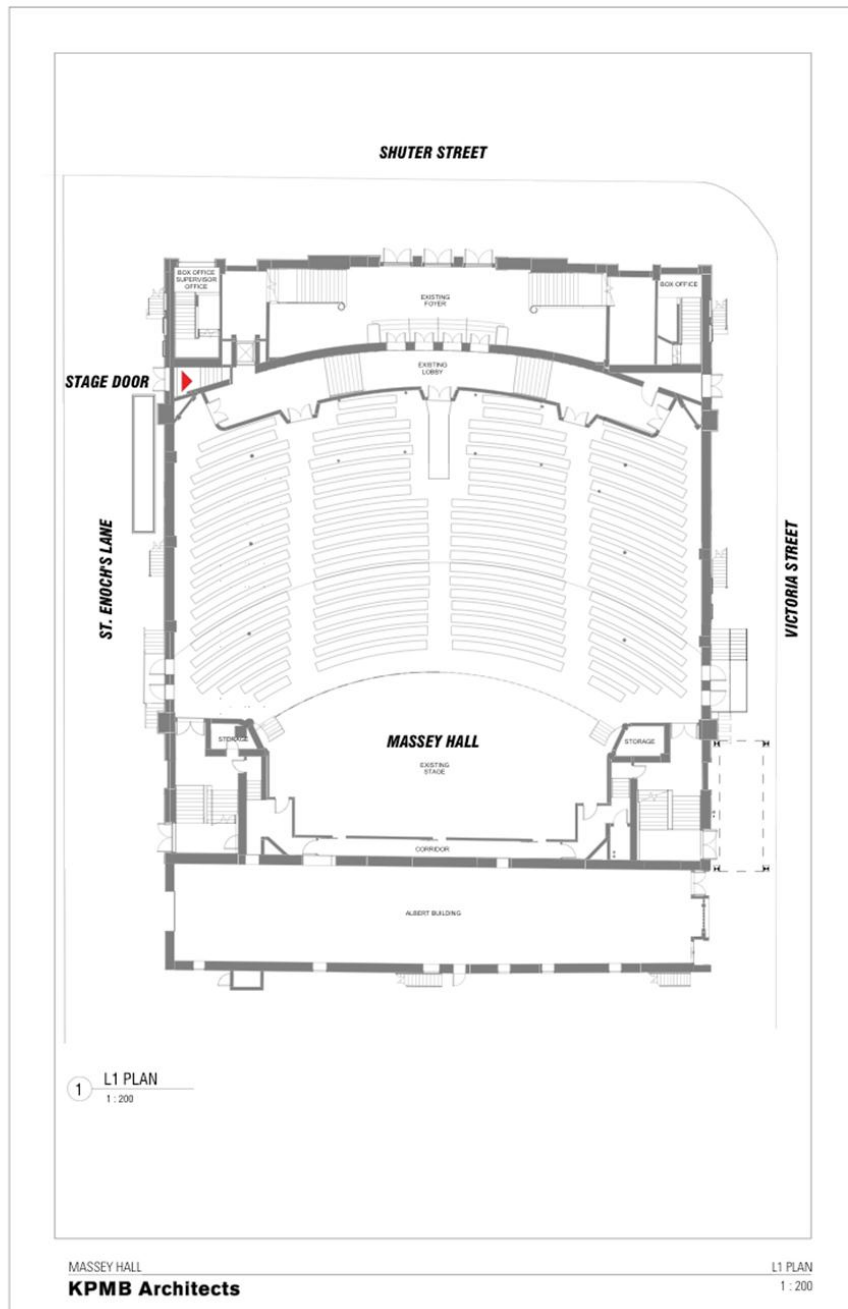 SHUTER STREET
BOX OFFICE
SUPERVISOR
OFFICE
BOX OFFICE
EXISTING
FOYER
EXISTING
LOBBY
STAGE DOOR
ST. ENOCH'S LANE
VICTORIA STREET
STORAGE
MASSEY HALL
STORAGE
EXISTING
STAGE
CORRIDOR
ALBERT BUILDING
1
L1 PLAN
1 : 200
MASSEY HALL
L1 PLAN
KPMB Architects
1 : 200